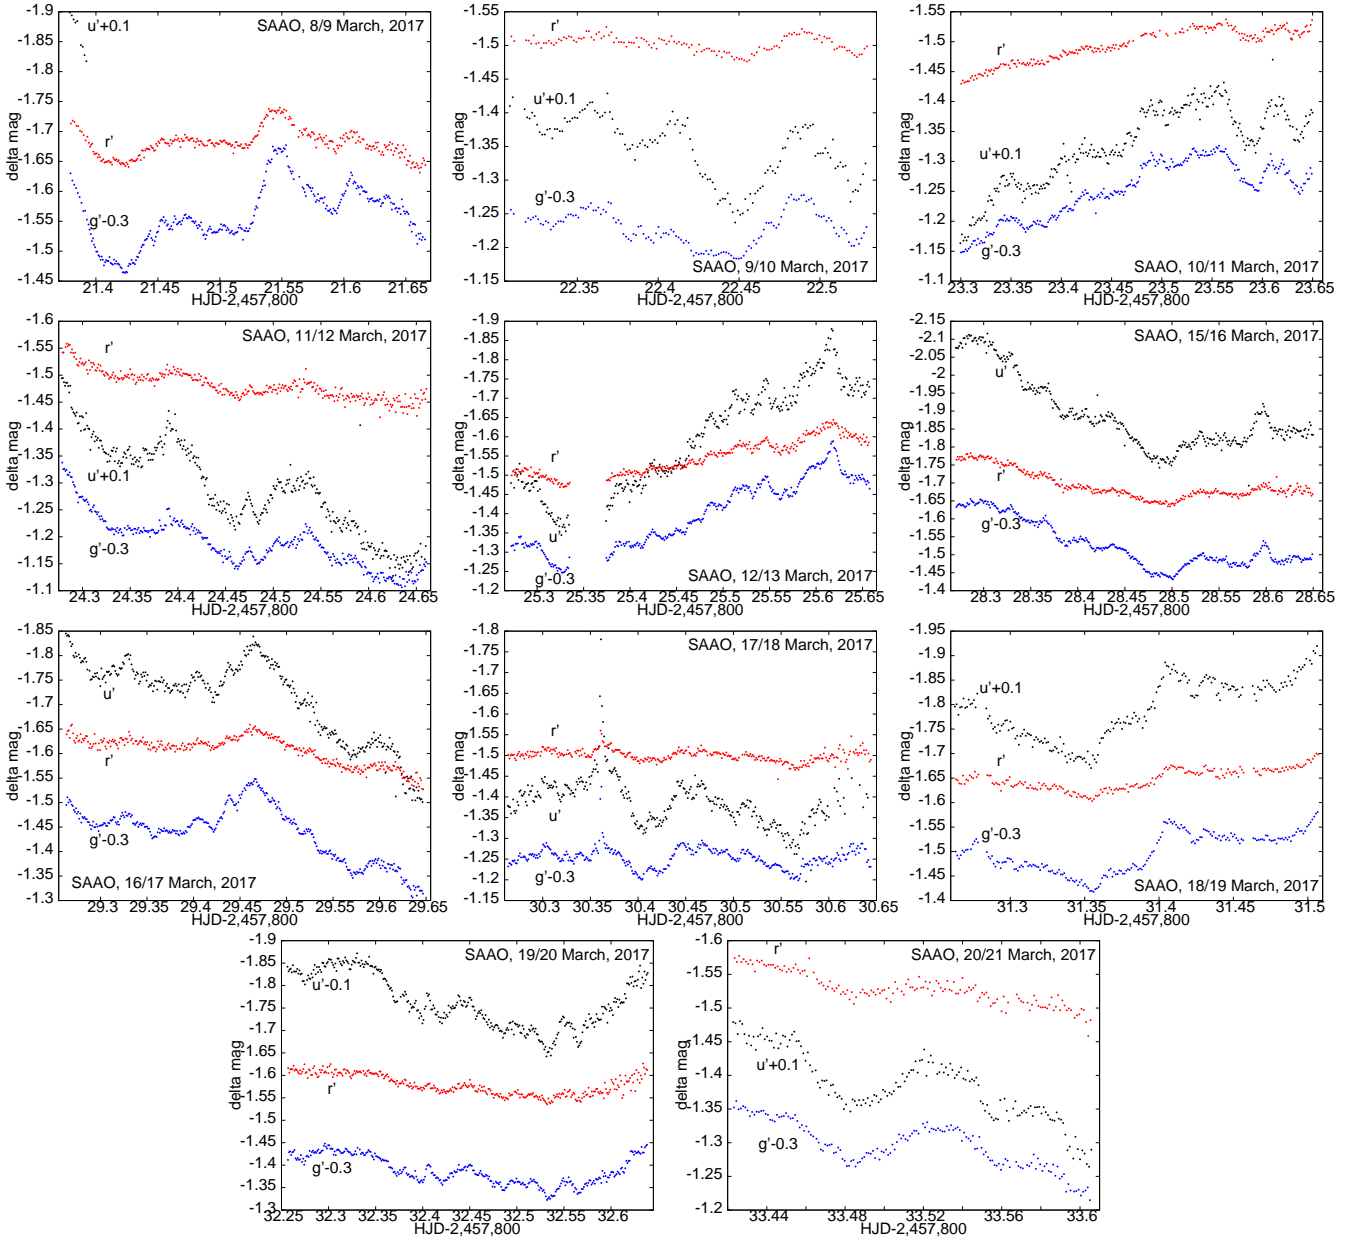 -1.9
-1.85
-1.8
-1.75
-1.7
-1.65
-1.6
-1.55
-1.5
-1.45
delta mag
u'+0.1
SAAO, 8/9 March, 2017
r'
g'-0.3
21.4 21.45 21.5 21.55 21.6 21.65
HJD-2,457,800
-1.55
-1.5
-1.45
-1.4
-1.35
-1.3
-1.25
-1.2
-1.15
delta mag
r'
u'+0.1
g'-0.3
SAAO, 9/10 March, 2017
22.35 22.4 22.45 22.5
HJD-2,457,800
-1.55
-1.5
-1.45
-1.4
-1.35
-1.3
-1.25
-1.2
-1.15
-1.1
delta mag
r'
u'+0.1
g'-0.3
SAAO, 10/11 March, 2017
23.3 23.35 23.4 23.45 23.5 23.55 23.6 23.65
HJD-2,457,800
-1.6
-1.55
-1.5
-1.45
-1.4
-1.35
-1.3
-1.25
-1.2
-1.15
-1.1
delta mag
SAAO, 11/12 March, 2017
r'
u'+0.1
g'-0.3
24.3 24.35 24.4 24.45 24.5 24.55 24.6 24.65
HJD-2,457,800
-1.9
-1.8
-1.7
-1.6
-1.5
-1.45
-1.4
-1.35
-1.3
-1.2
delta mag
r'
u'
g'-0.3
SAAO, 12/13 March, 2017
25.3 25.35 25.4 25.45 25.5 25.55 25.6 25.65
HJD-2,457,800
-2.15
-2.1
-2.05
-2
-1.95
-1.9
-1.85
-1.8
-1.75
-1.7
-1.65
-1.6
-1.55
-1.5
-1.45
-1.4
delta mag
SAAO, 15/16 March, 2017
u'
r'
g'-0.3
28.3 28.35 28.4 28.45 28.5 28.55 28.6 28.65
HJD-2,457,800
-1.85
-1.8
-1.75
-1.7
-1.65
-1.6
-1.55
-1.5
-1.45
-1.4
-1.35
-1.3
delta mag
u'
r'
g'-0.3
SAAO, 16/17 March, 2017
29.3 29.35 29.4 29.45 29.5 29.55 29.6 29.65
HJD-2,457,800
-1.8
-1.75
-1.7
-1.65
-1.6
-1.55
-1.5
-1.45
-1.4
-1.35
-1.3
-1.25
-1.2
-1.15
delta mag
SAAO, 17/18 March, 2017
r'
u'
g'-0.3
30.3 30.35 30.4 30.45 30.5 30.55 30.6 30.65
HJD-2,457,800
-1.95
-1.9
-1.85
-1.8
-1.75
-1.7
-1.65
-1.6
-1.55
-1.5
-1.45
-1.4
delta mag
u'+0.1
r'
g'-0.3
SAAO, 18/19 March, 2017
31.3 31.35 31.4 31.45 31.5
HJD-2,457,800
-1.9
-1.85
-1.8
-1.75
-1.7
-1.65
-1.6
-1.55
-1.5
-1.45
-1.4
-1.35
-1.3
delta mag
SAAO, 19/20 March, 2017
u'-0.1
r'
g'-0.3
32.25 32.3 32.35 32.4 32.45 32.5 32.55 32.6
HJD-2,457,800
-1.6
-1.55
-1.5
-1.45
-1.4
-1.35
-1.3
-1.25
-1.2
delta mag
r'
SAAO, 20/21 March, 2017
u'+0.1
g'-0.3
33.44 33.48 33.52 33.56 33.6
HJD-2,457,800